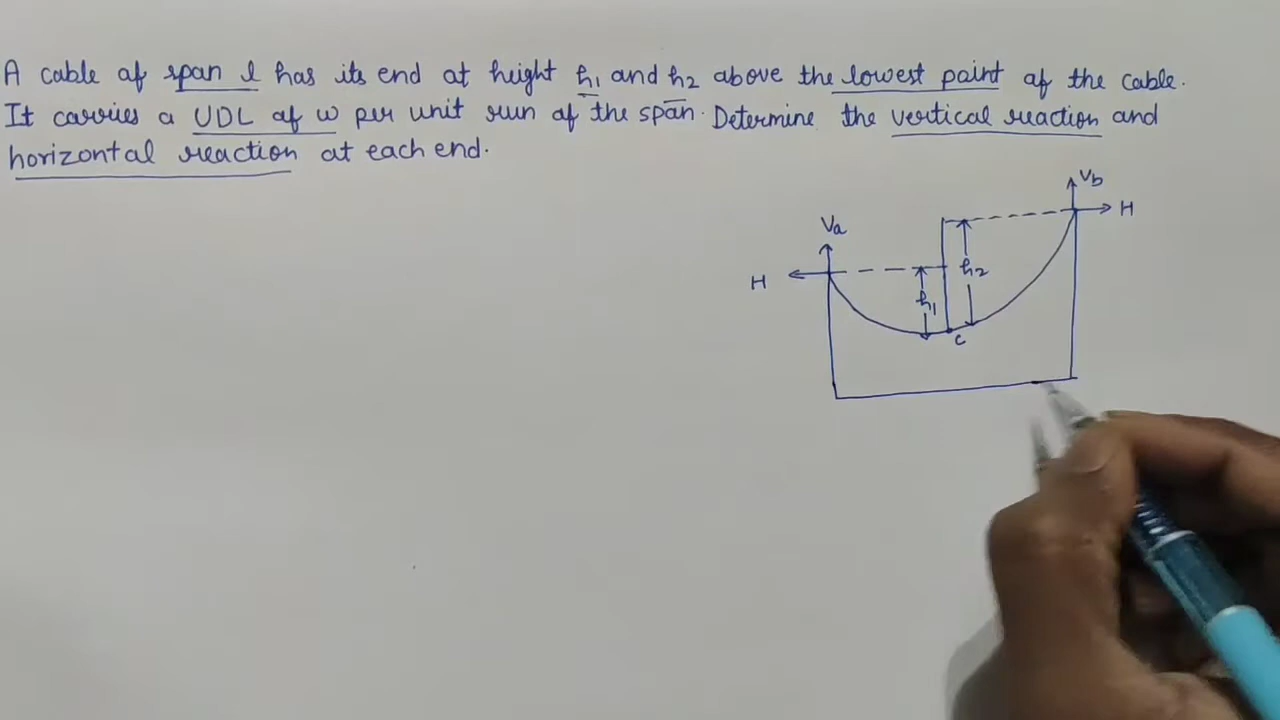 A cable of span l has its end at height h1 and h2 above the lowest point of the cable.
It carries a UDL of w per unit run of the span. Determine the vertical reaction and
horizontal reaction at each end.
Vb
H
Va
h2
H
h1
c